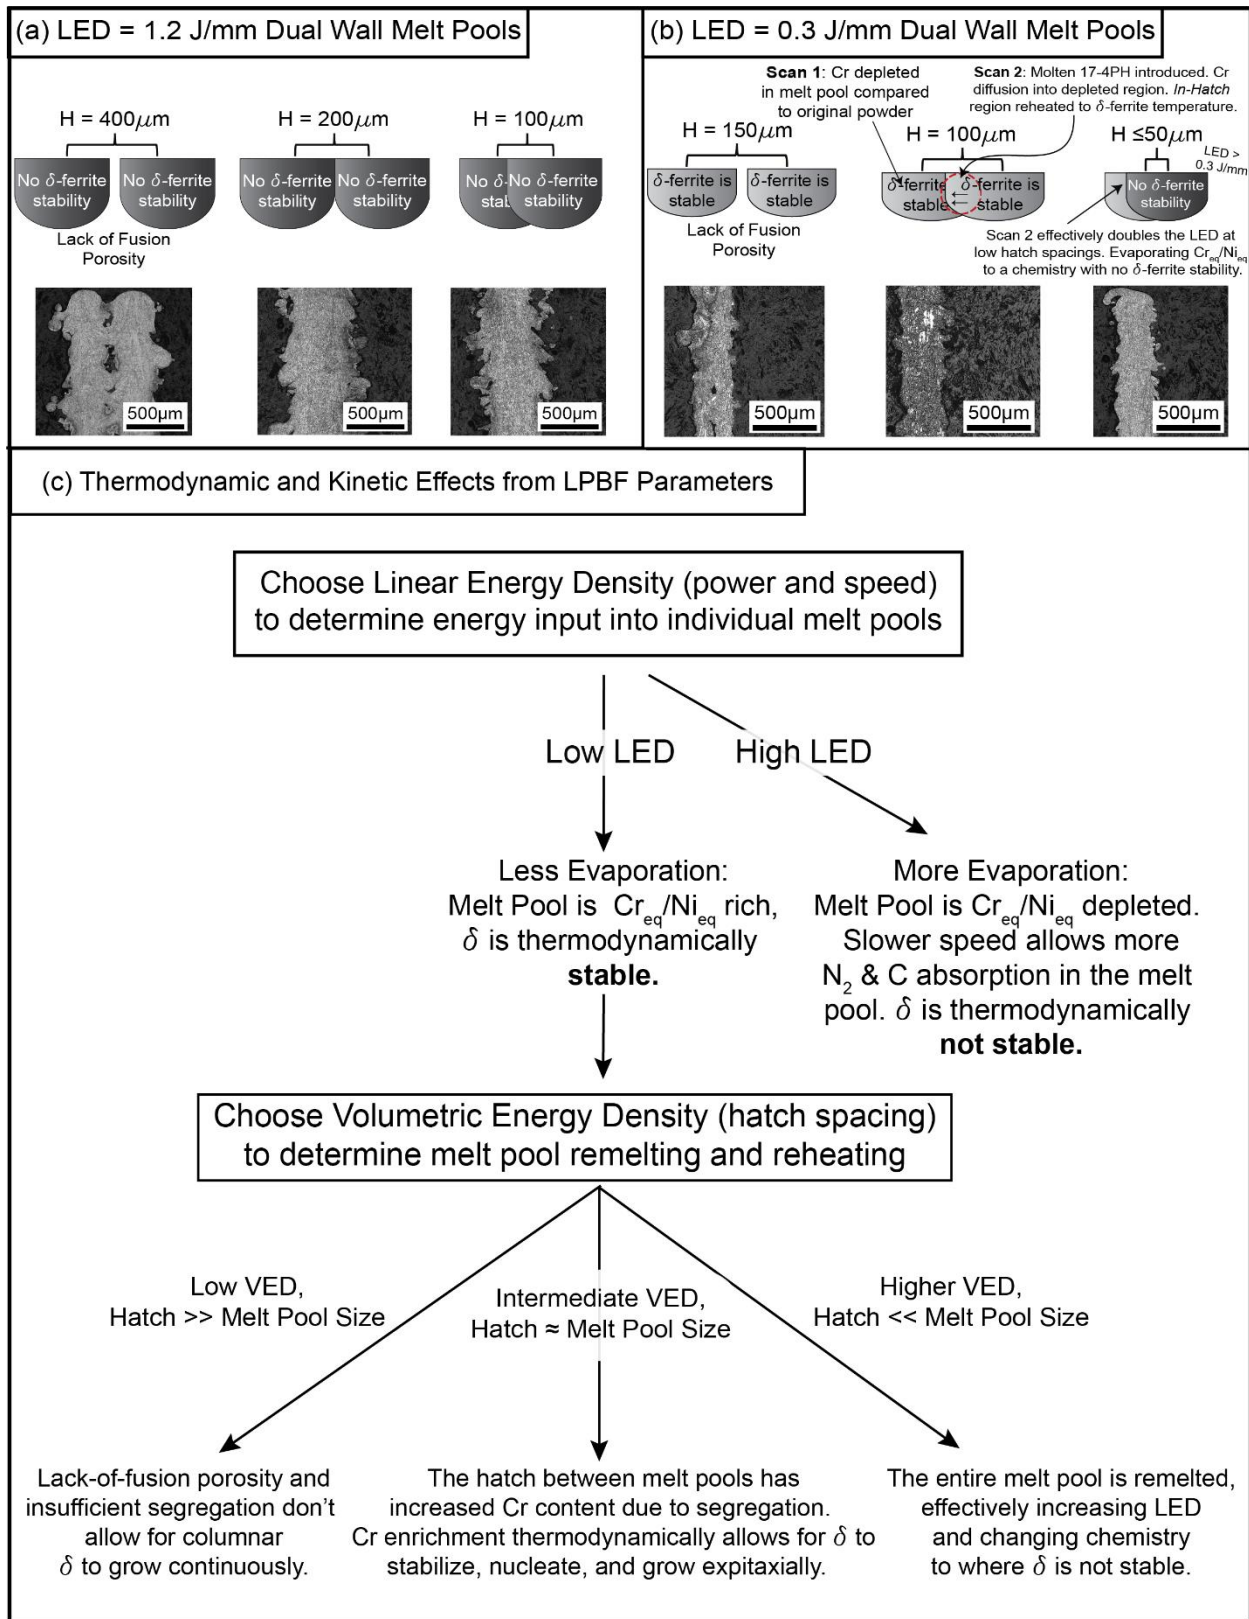 (a) LED = 1.2 J/mm Dual Wall Melt Pools
H = 400μm
No δ-ferrite
stability
No δ-ferrite
stability
Lack of Fusion
Porosity
H = 200μm
No δ-ferrite
stability
No δ-ferrite
stability
H = 100μm
No δ-
stabi
No δ-ferrite
stability
500μm
500μm
500μm
(b) LED = 0.3 J/mm Dual Wall Melt Pools
Scan 1: Cr depleted
in melt pool compared
to original powder
Scan 2: Molten 17-4PH introduced. Cr
diffusion into depleted region. In-Hatch
region reheated to δ-ferrite temperature.
H = 150μm
δ-ferrite is
stable
δ-ferrite is
stable
Lack of Fusion
Porosity
H = 100μm
δ-ferrite
stable
δ-ferrite is
stable
H ≤50μm
LED >
0.3 J/mm
No δ-ferrite
stability
Scan 2 effectively doubles the LED at
low hatch spacings. Evaporating Creq/Nieq
to a chemistry with no δ-ferrite stability.
500μm
500μm
500μm
(c) Thermodynamic and Kinetic Effects from LPBF Parameters
Choose Linear Energy Density (power and speed)
to determine energy input into individual melt pools
Low LED
High LED
Less Evaporation:
Melt Pool is Creq/Nieq rich,
δ is thermodynamically
stable.
More Evaporation:
Melt Pool is Creq/Nieq depleted.
Slower speed allows more
N2 & C absorption in the melt
pool. δ is thermodynamically
not stable.
Choose Volumetric Energy Density (hatch spacing)
to determine melt pool remelting and reheating
Low VED,
Hatch >> Melt Pool Size
Intermediate VED,
Hatch ≈ Melt Pool Size
Higher VED,
Hatch << Melt Pool Size
Lack-of-fusion porosity and
insufficient segregation don't
allow for columnar
δ to grow continuously.
The hatch between melt pools has
increased Cr content due to segregation.
Cr enrichment thermodynamically allows for δ to
stabilize, nucleate, and grow expitaxially.
The entire melt pool is remelted,
effectively increasing LED
and changing chemistry
to where δ is not stable.